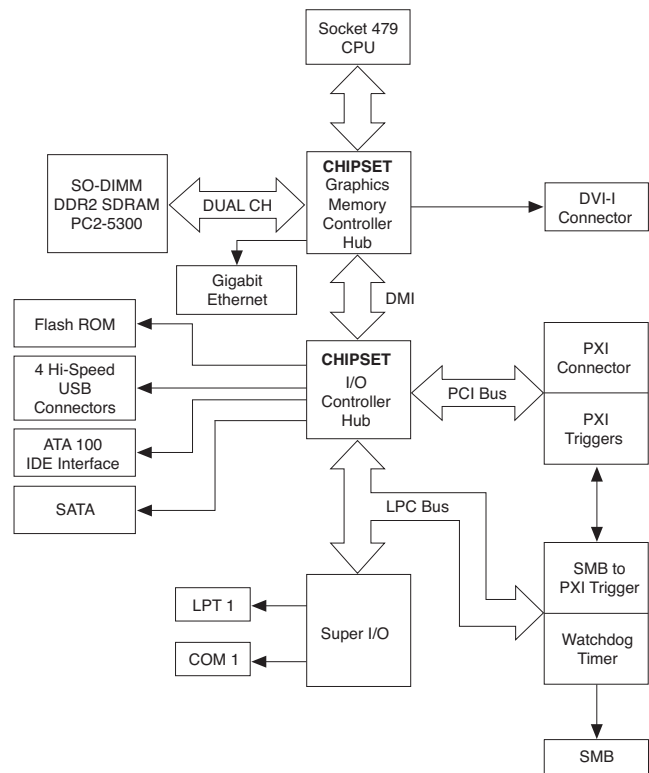 Socket 479
CPU
SO-DIMM
DDR2 SDRAM
PC2-5300
DUAL CH
CHIPSET
Graphics
Memory
Controller
Hub
DVI-I
Connector
Gigabit
Ethernet
DMI
Flash ROM
4 Hi-Speed
USB
Connectors
ATA 100
IDE Interface
SATA
CHIPSET
I/O
Controller
Hub
PCI Bus
PXI
Connector
PXI
Triggers
LPC Bus
LPT 1
COM 1
Super I/O
SMB to
PXI Trigger
Watchdog
Timer
SMB